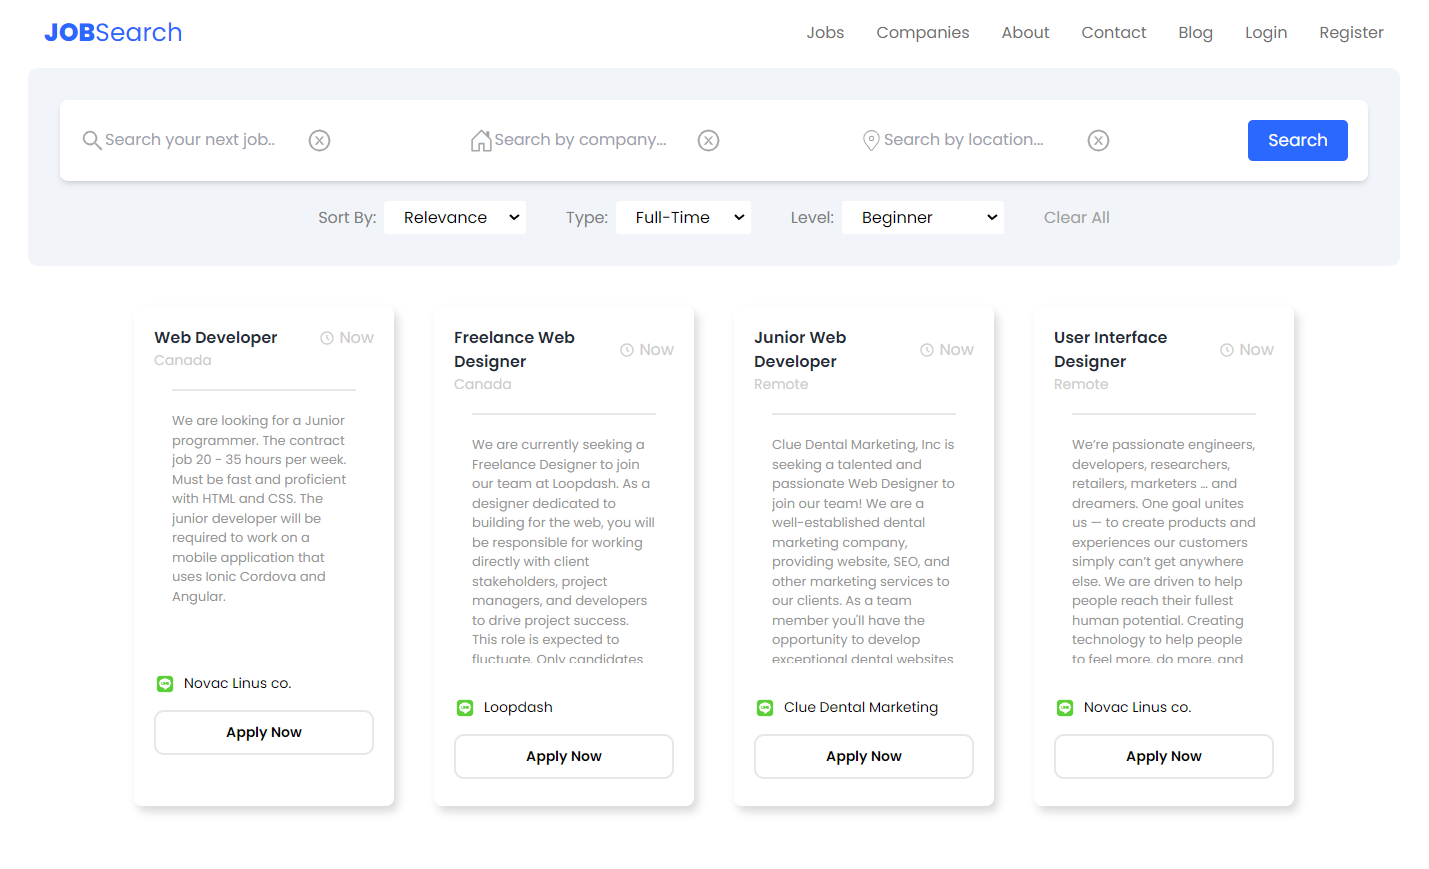 JOBSearch
Jobs Companies About Contact Blog Login Register
Search your next job.. Search by company... Search by location... Search
Sort By: Relevance Type: Full-Time Level: Beginner Clear All
Web Developer
Now
Canada
We are looking for a Junior
programmer. The contract
job 20 - 35 hours per week.
Must be fast and proficient
with HTML and CSS. The
junior developer will be
required to work on a
mobile application that
uses Ionic Cordova and
Angular.
Novac Linus co.
Apply Now
Freelance Web
Designer
Now
Canada
We are currently seeking a
Freelance Designer to join
our team at Loopdash. As a
designer dedicated to
building for the web, you will
be responsible for working
directly with client
stakeholders, project
managers, and developers
to drive project success.
This role is expected to
fluctuate. Only candidates
Loopdash
Apply Now
Junior Web
Developer
Now
Remote
Clue Dental Marketing, Inc is
seeking a talented and
passionate Web Designer to
join our team! We are a
well-established dental
marketing company,
providing website, SEO, and
other marketing services to
our clients. As a team
member you'll have the
opportunity to develop
exceptional dental websites
Clue Dental Marketing
Apply Now
User Interface
Designer
Now
Remote
We’re passionate engineers,
developers, researchers,
retailers, marketers … and
dreamers. One goal unites
us — to create products and
experiences our customers
simply can’t get anywhere
else. We are driven to help
people reach their fullest
human potential. Creating
technology to help people
to feel more, do more, and
Novac Linus co.
Apply Now